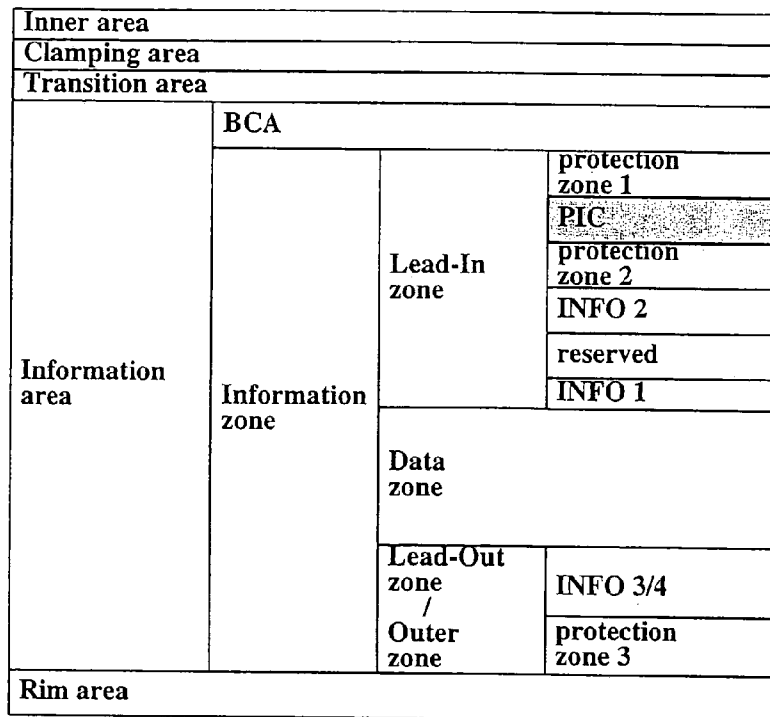 Inner area
Clamping area
Transition area
BCA
protection
zone 1
PIC
protection
zone 2
Lead-In
zone
INFO 2
reserved
INFO 1
Information
area
Information
zone
Data
zone
Lead-Out
zone
/
Outer
zone
INFO 3/4
protection
zone 3
Rim area